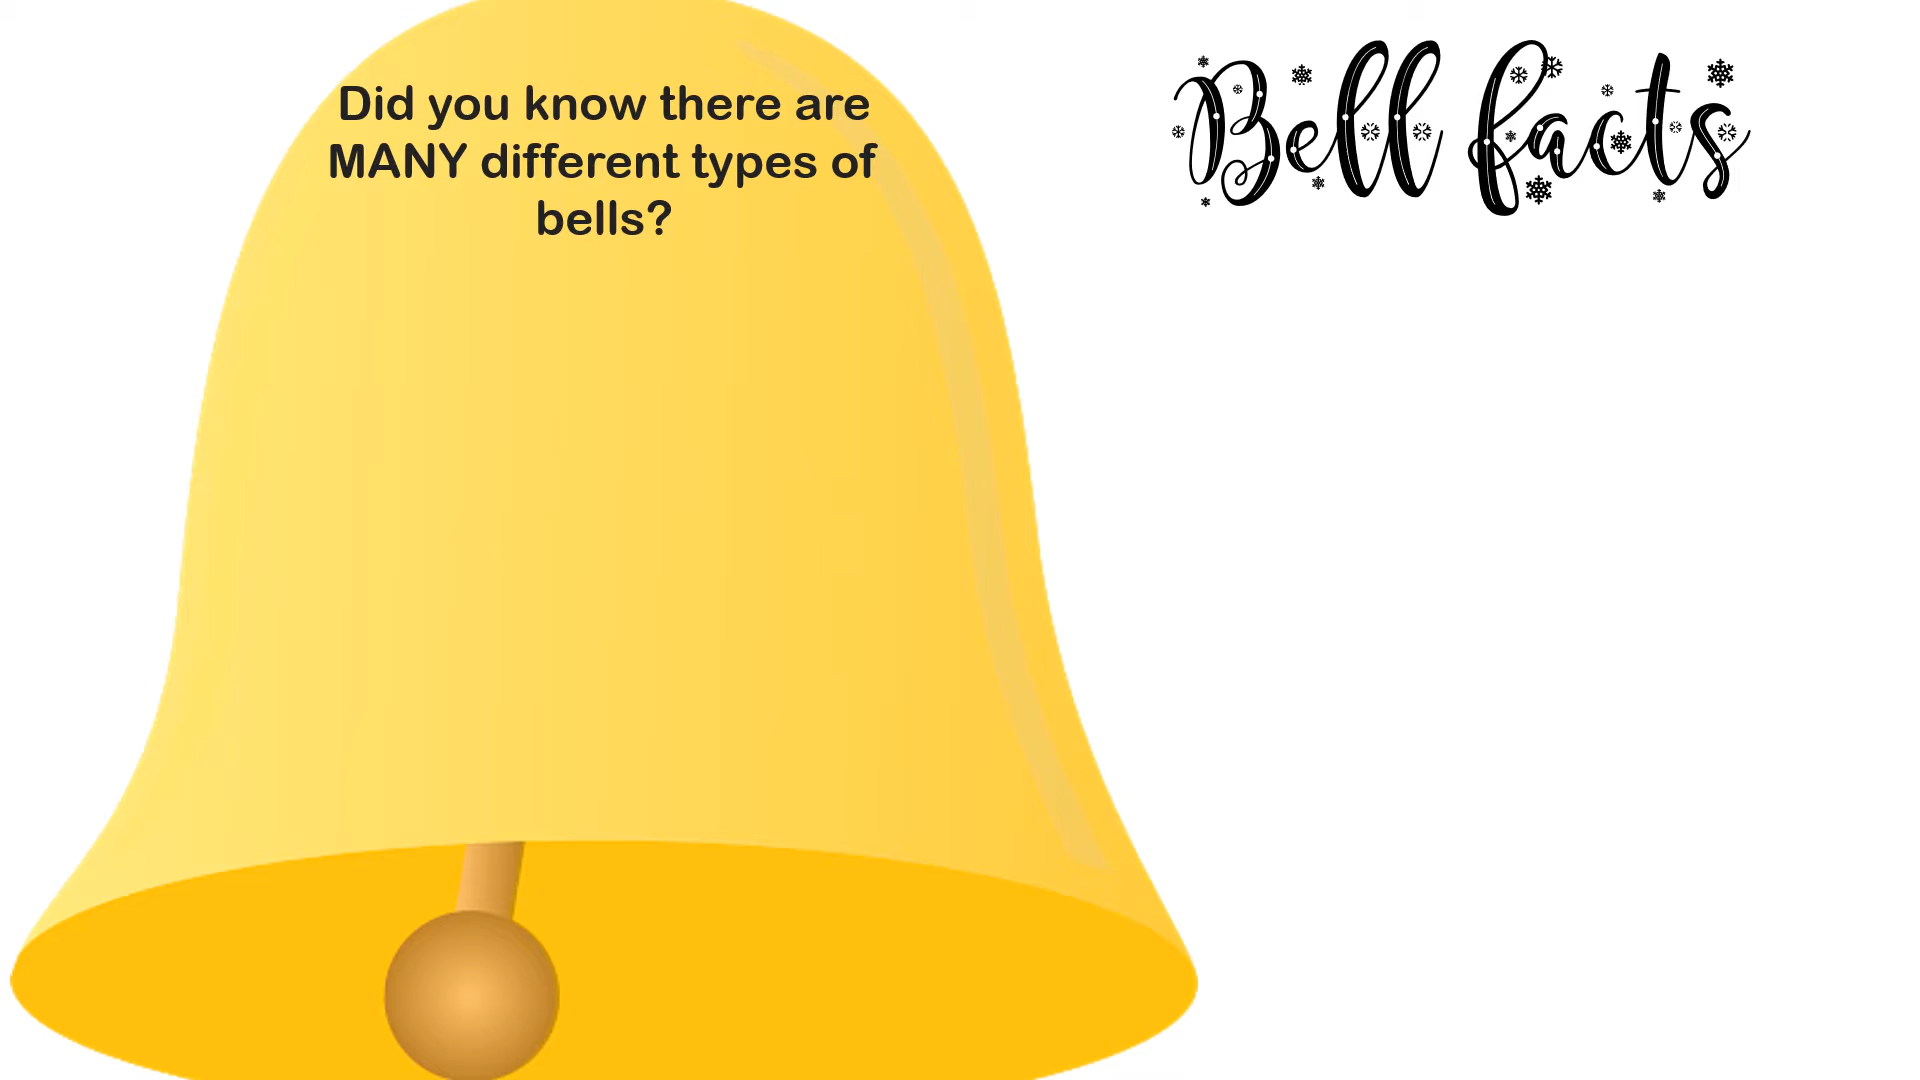 Bell facts
Did you know there are
MANY different types of
bells?